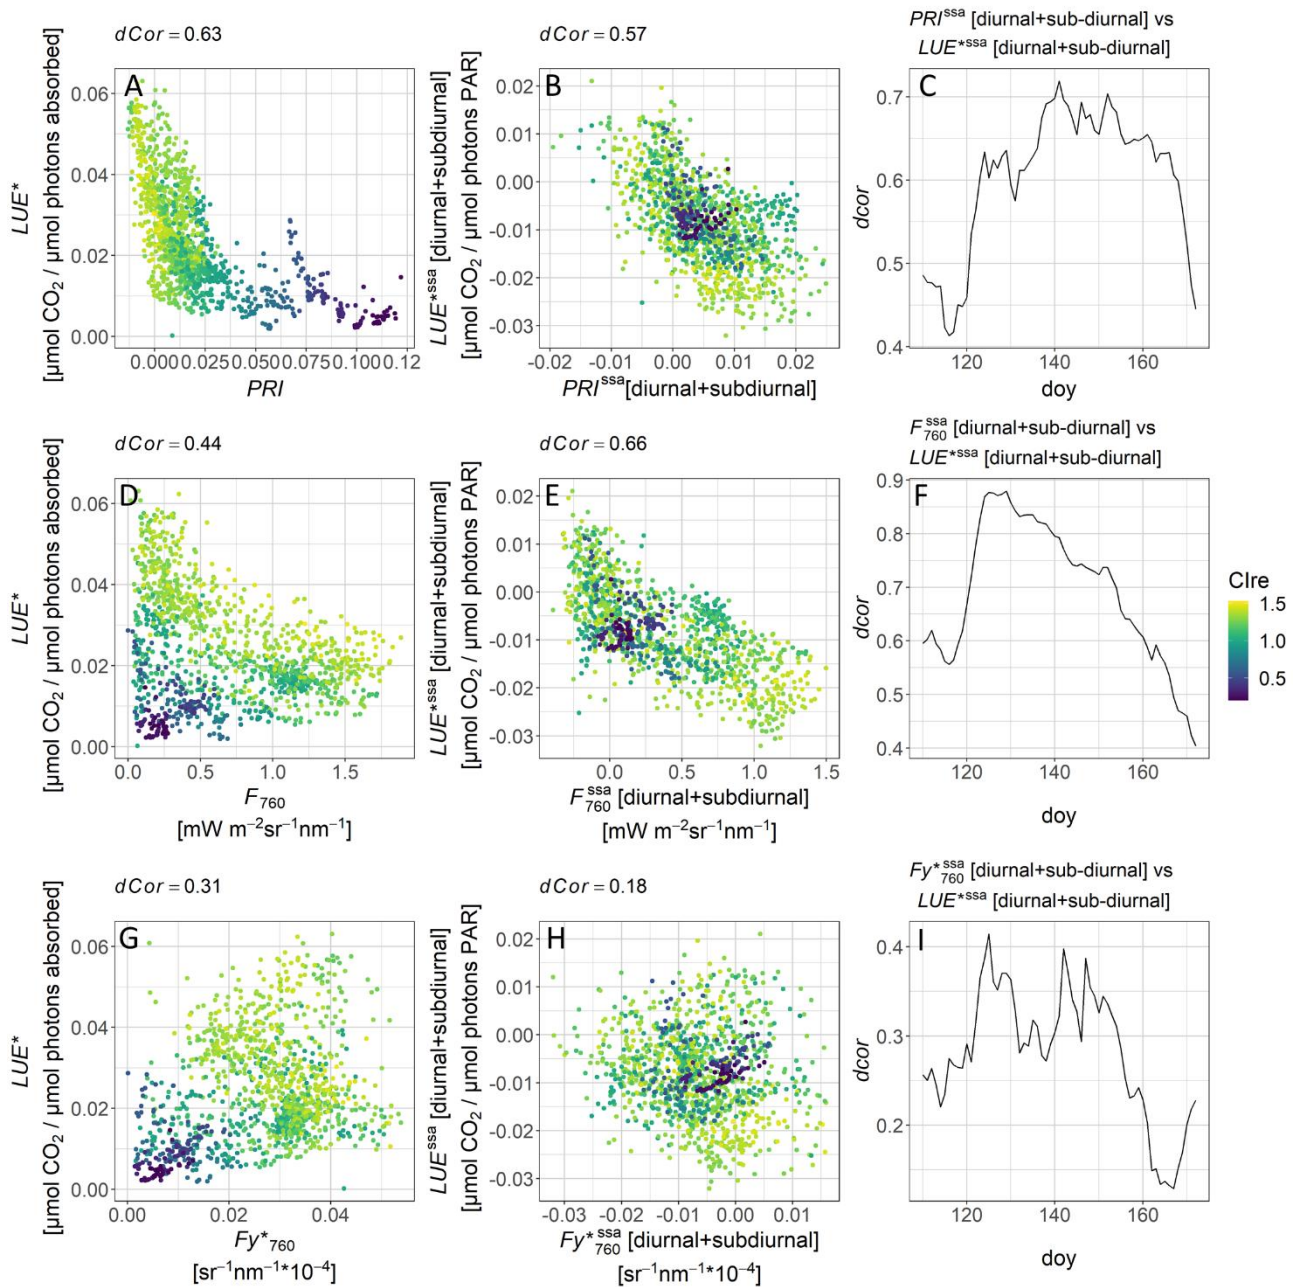 dCor = 0.63
A
0.06
0.04
0.02
0.00
LUE*
[µmol CO₂ / µmol photons absorbed]
0.000 0.025 0.050 0.075 0.100 0.12
PRI
dCor = 0.57
B
0.02
0.01
0.00
-0.01
-0.02
-0.03
LUE*ssa [diurnal+subdiurnal]
[µmol CO₂ / µmol photons PAR]
-0.02 -0.01 0.00 0.01 0.02
PRIssa[diurnal+subdiurnal]
PRIssa [diurnal+sub-diurnal] vs
LUE*ssa [diurnal+sub-diurnal]
C
0.7
0.6
0.5
0.4
dcor
120 140 160
doy
dCor = 0.44
D
0.06
0.04
0.02
0.00
LUE*
[µmol CO₂ / µmol photons absorbed]
0.0 0.5 1.0 1.5
F₇₆₀
[mW m⁻²sr⁻¹nm⁻¹]
dCor = 0.66
E
0.02
0.01
0.00
-0.01
-0.02
-0.03
LUE*ssa [diurnal+subdiurnal]
[µmol CO₂ / µmol photons PAR]
0.0 0.5 1.0 1.5
F₇₆₀ssa [diurnal+subdiurnal]
[mW m⁻²sr⁻¹nm⁻¹]
F₇₆₀ssa [diurnal+sub-diurnal] vs
LUE*ssa [diurnal+sub-diurnal]
F
0.9
0.8
0.7
0.6
0.5
0.4
dcor
120 140 160
doy
CIre
1.5
1.0
0.5
dCor = 0.31
G
0.06
0.04
0.02
0.00
LUE*
[µmol CO₂ / µmol photons absorbed]
0.00 0.02 0.04
Fy*₇₆₀
[sr⁻¹nm⁻¹*10⁻⁴]
dCor = 0.18
H
0.02
0.01
0.00
-0.01
-0.02
-0.03
LUEssa [diurnal+subdiurnal]
[µmol CO₂ / µmol photons PAR]
-0.03 -0.02 -0.01 0.00 0.01
Fy*₇₆₀ssa [diurnal+subdiurnal]
[sr⁻¹nm⁻¹*10⁻⁴]
Fy*₇₆₀ssa [diurnal+sub-diurnal] vs
LUE*ssa [diurnal+sub-diurnal]
I
0.4
0.3
0.2
dcor
120 140 160
doy